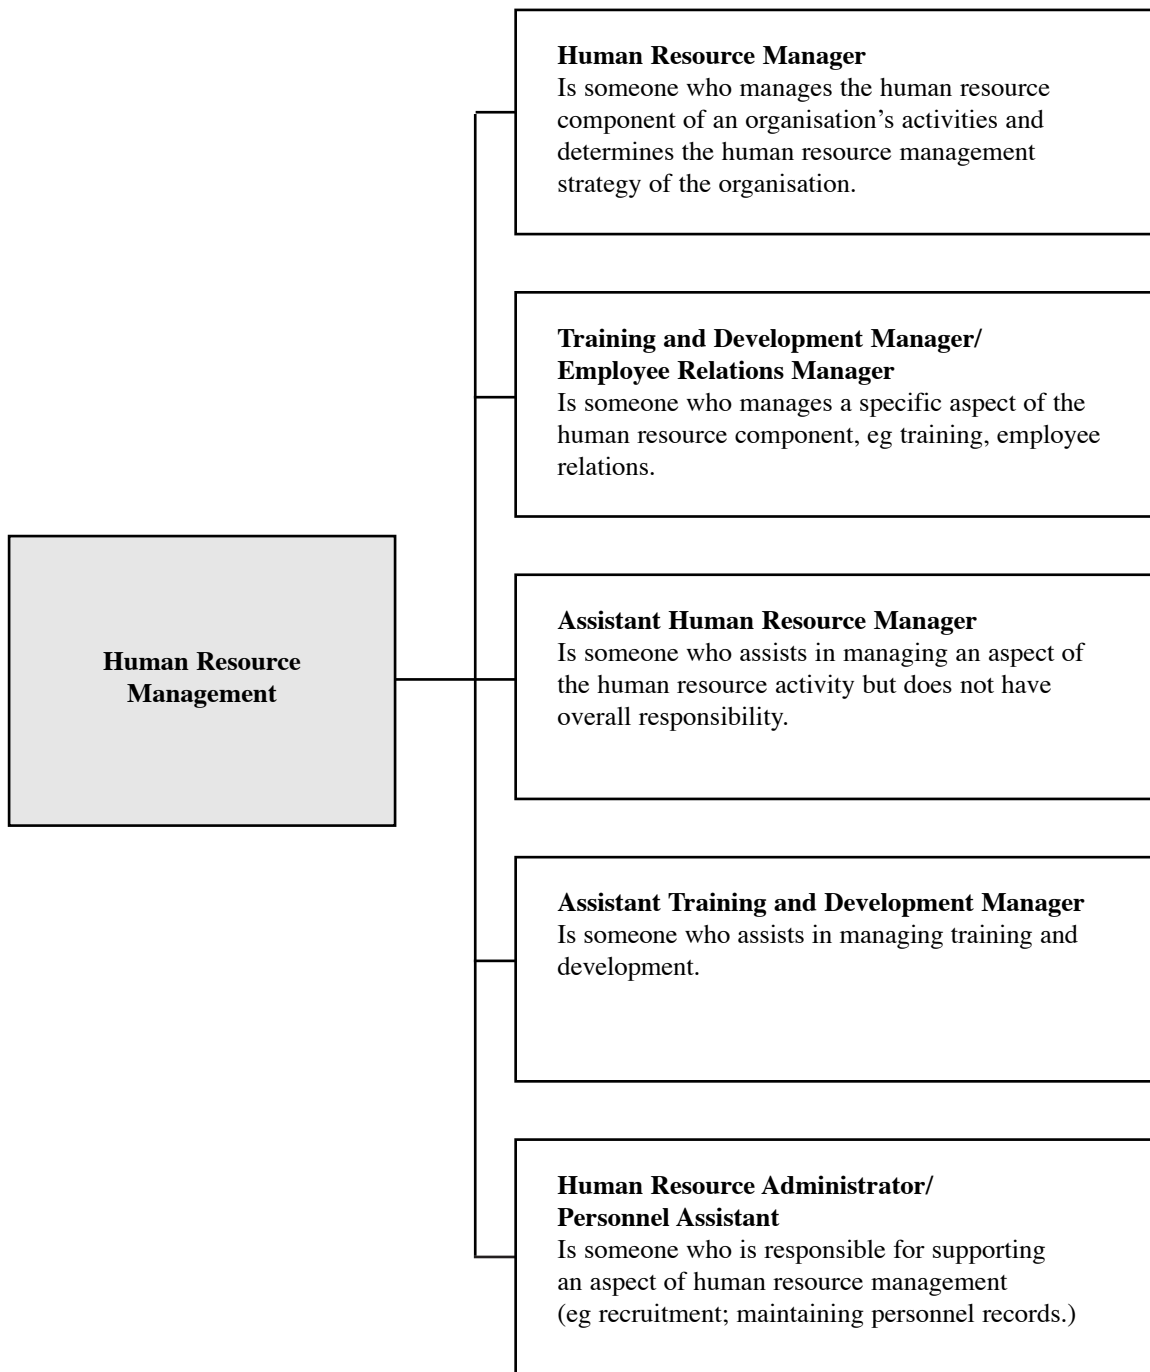 Human Resource Manager
Is someone who manages the human resource
component of an organisation’s activities and
determines the human resource management
strategy of the organisation.
Training and Development Manager/
Employee Relations Manager
Is someone who manages a specific aspect of the
human resource component, eg training, employee
relations.
Human Resource
Management
Assistant Human Resource Manager
Is someone who assists in managing an aspect of
the human resource activity but does not have
overall responsibility.
Assistant Training and Development Manager
Is someone who assists in managing training and
development.
Human Resource Administrator/
Personnel Assistant
Is someone who is responsible for supporting
an aspect of human resource management
(eg recruitment; maintaining personnel records.)